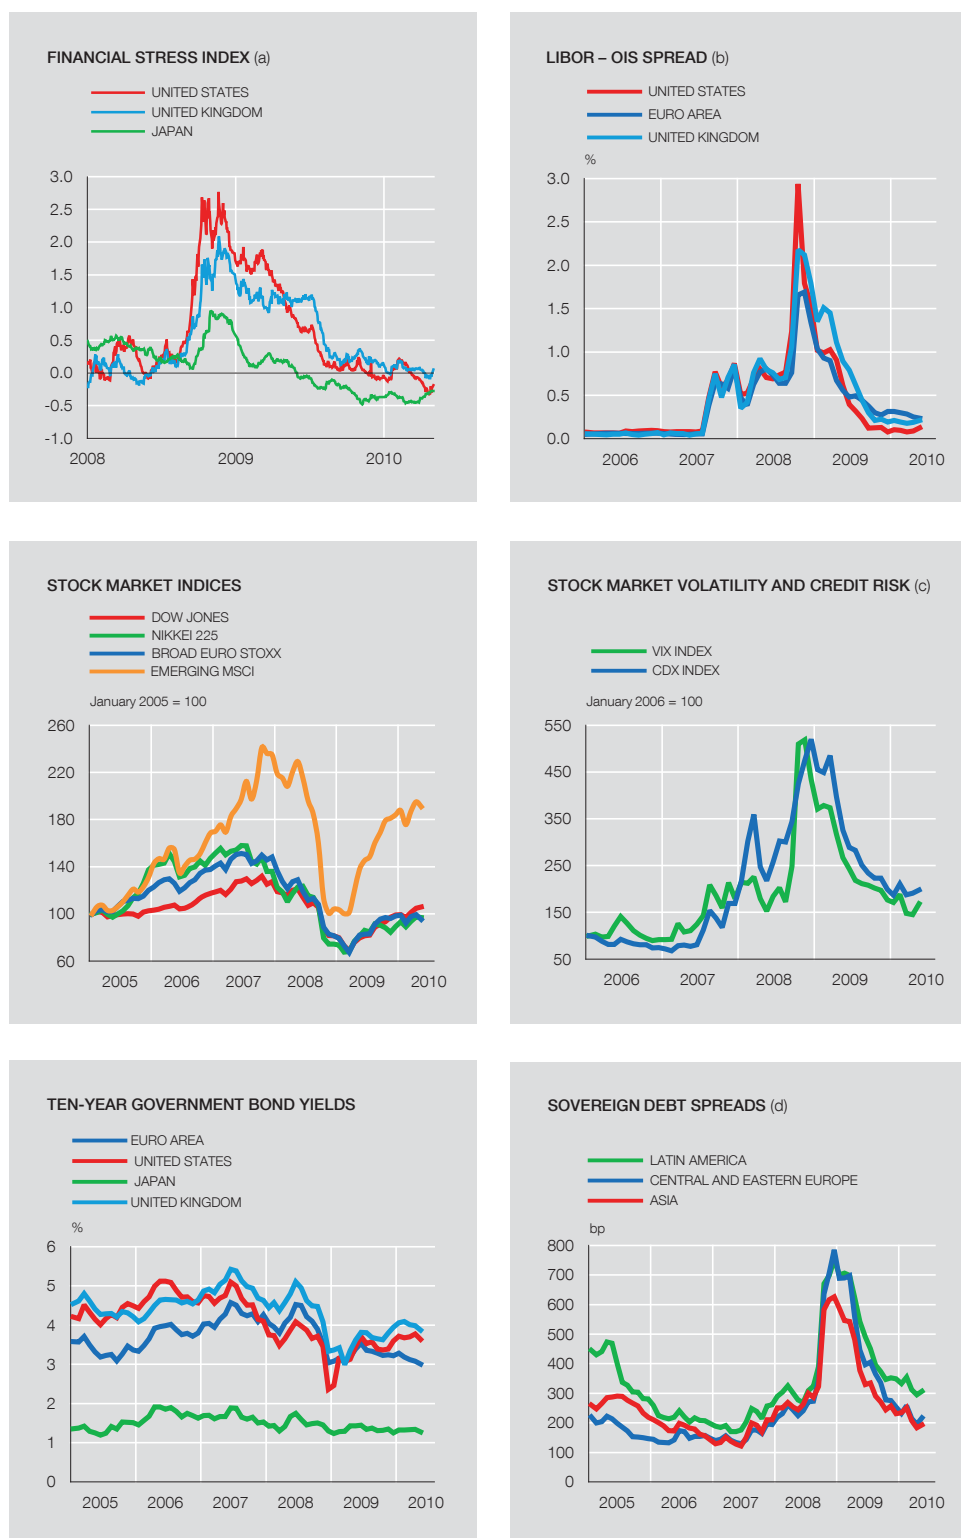 FINANCIAL STRESS INDEX (a)
UNITED STATES
UNITED KINGDOM
JAPAN
3.0
2.5
2.0
1.5
1.0
0.5
0.0
-0.5
-1.0
2008 2009 2010
LIBOR – OIS SPREAD (b)
UNITED STATES
EURO AREA
UNITED KINGDOM
%
3.0
2.5
2.0
1.5
1.0
0.5
0.0
2006 2007 2008 2009 2010
STOCK MARKET INDICES
DOW JONES
NIKKEI 225
BROAD EURO STOXX
EMERGING MSCI
January 2005 = 100
260
220
180
140
100
60
2005 2006 2007 2008 2009 2010
STOCK MARKET VOLATILITY AND CREDIT RISK (c)
VIX INDEX
CDX INDEX
January 2006 = 100
550
450
350
250
150
50
2006 2007 2008 2009 2010
TEN-YEAR GOVERNMENT BOND YIELDS
EURO AREA
UNITED STATES
JAPAN
UNITED KINGDOM
%
6
5
4
3
2
1
0
2005 2006 2007 2008 2009 2010
SOVEREIGN DEBT SPREADS (d)
LATIN AMERICA
CENTRAL AND EASTERN EUROPE
ASIA
bp
800
700
600
500
400
300
200
100
0
2005 2006 2007 2008 2009 2010